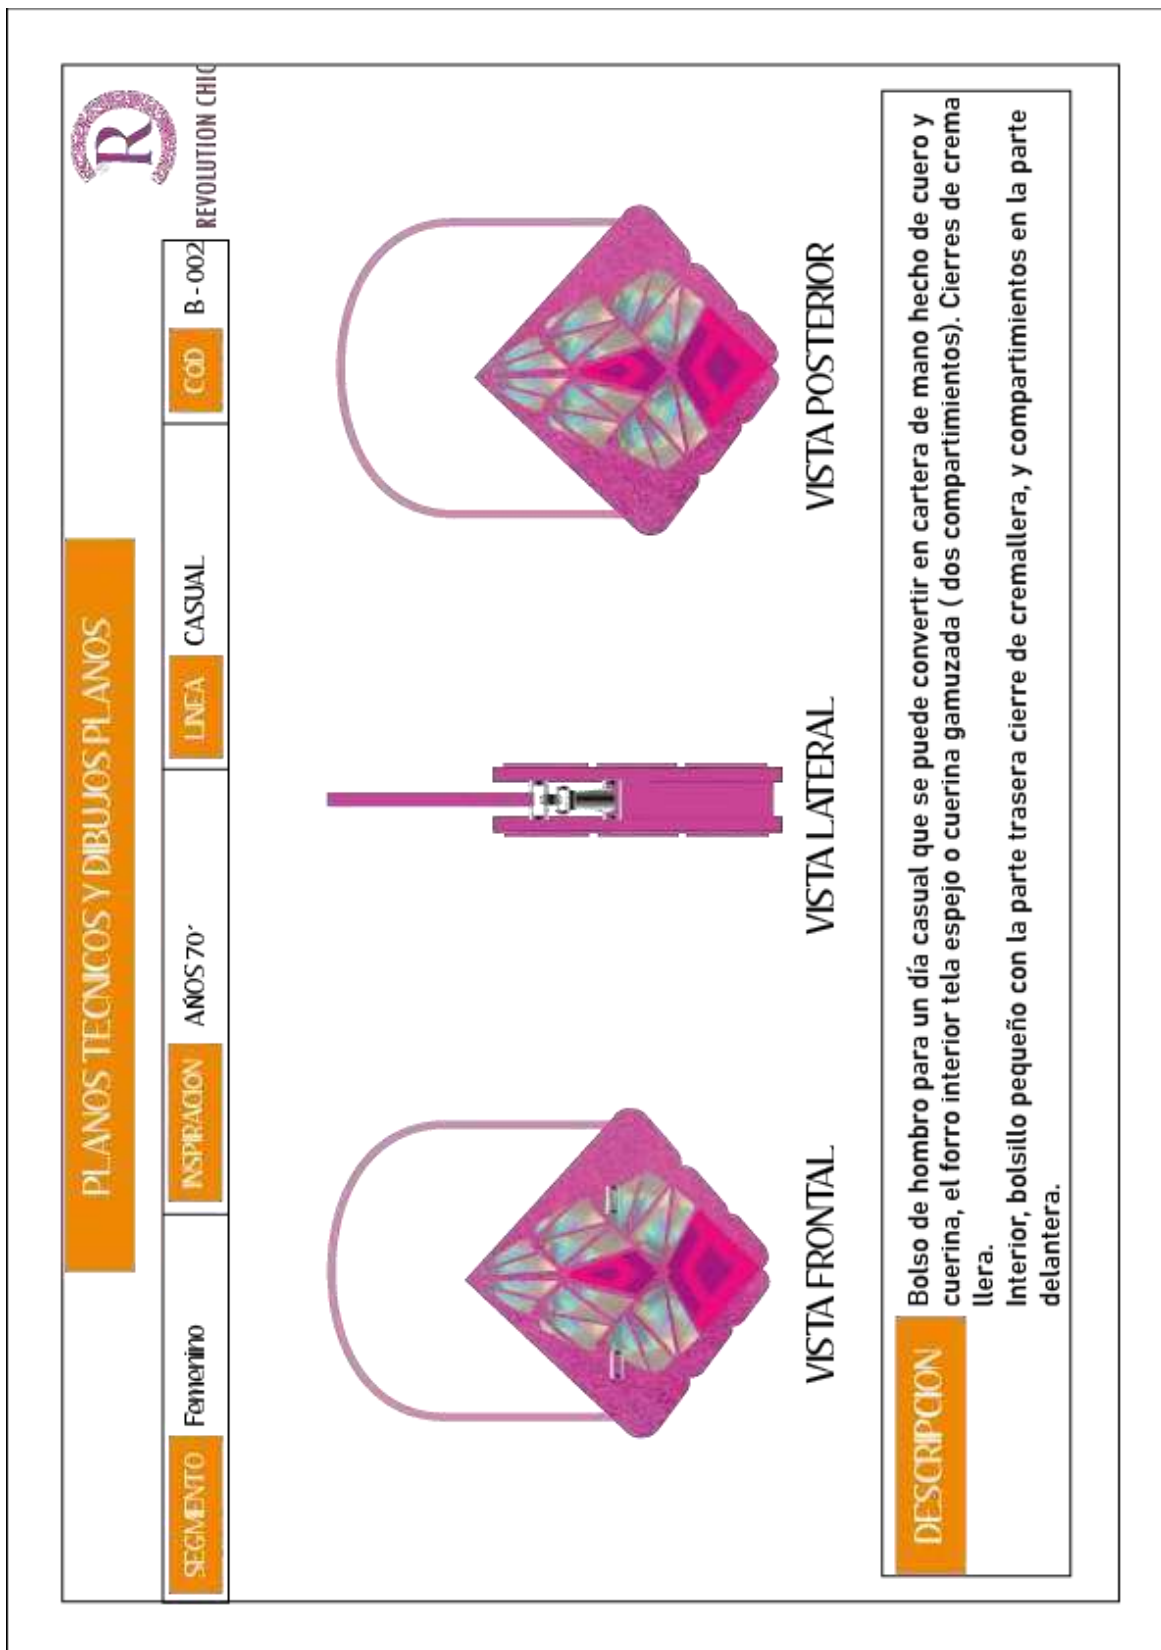 R
REVOLUTION CHIC
PLANOS TECNICOS Y DIBUJOS PLANOS
SEGMENTO Femenino INSPIRACION AÑOS 70´ LINEA CASUAL COD B - 002
VISTA FRONTAL VISTA LATERAL VISTA POSTERIOR
DESCRIPCION
Bolso de hombro para un día casual que se puede convertir en cartera de mano hecho de cuero y
cuerina, el forro interior tela espejo o cuerina gamuzada ( dos compartimientos). Cierres de crema
llera.
Interior, bolsillo pequeño con la parte trasera cierre de cremallera, y compartimientos en la parte
delantera.